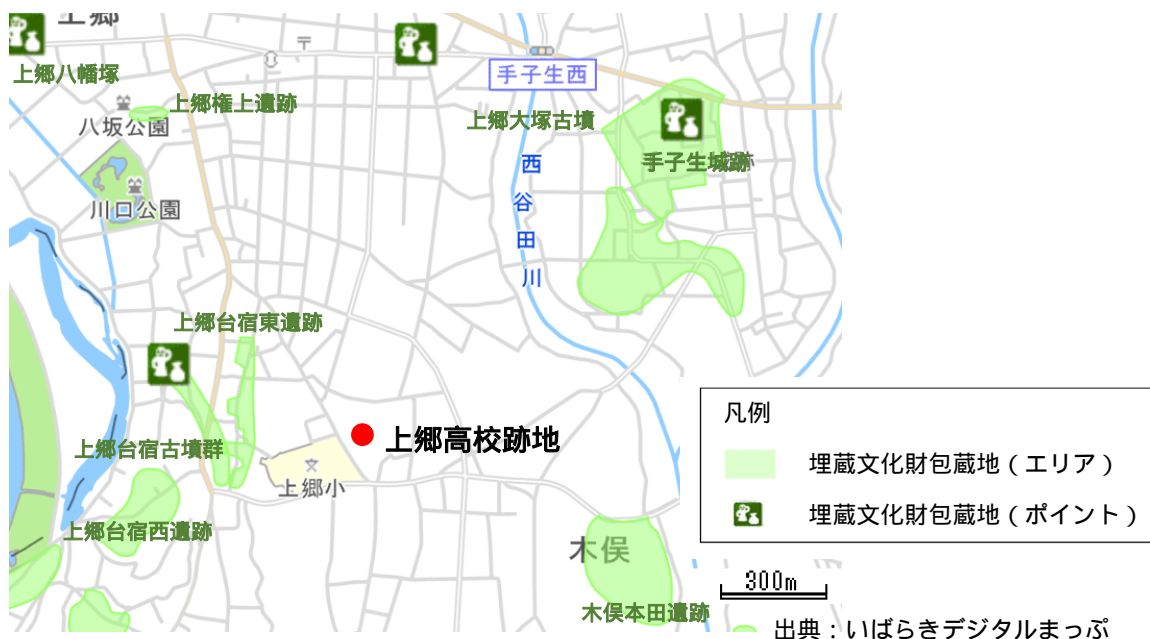 上郷
手子生西
上郷八幡塚
上郷権上遺跡
上郷大塚古墳
八坂公園
手子生城跡
西谷田川
川口公園
上郷台宿東遺跡
凡例
上郷高校跡地
上郷台宿古墳群
埋蔵文化財包蔵地(エリア)
上郷小
埋蔵文化財包蔵地(ポイント)
上郷台宿西遺跡
木俣
300m
木俣本田遺跡
出典:いばらきデジタルまっぷ